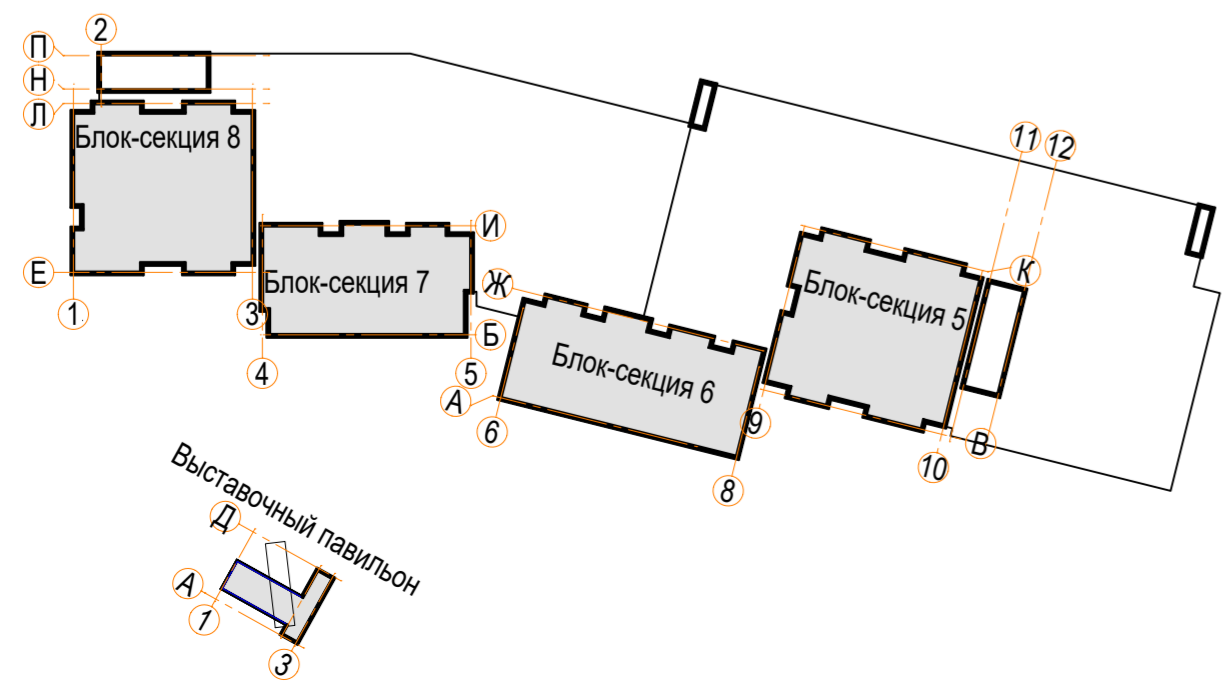 2
П
Н
Л
Блок-секция 8
11
12
И
Е
Блок-секция 7
Ж
К
Блок-секция 5
1
3
Б
4
5
Блок-секция 6
А
6
9
В
10
8
Выставочный павильон
Д
А
1
3